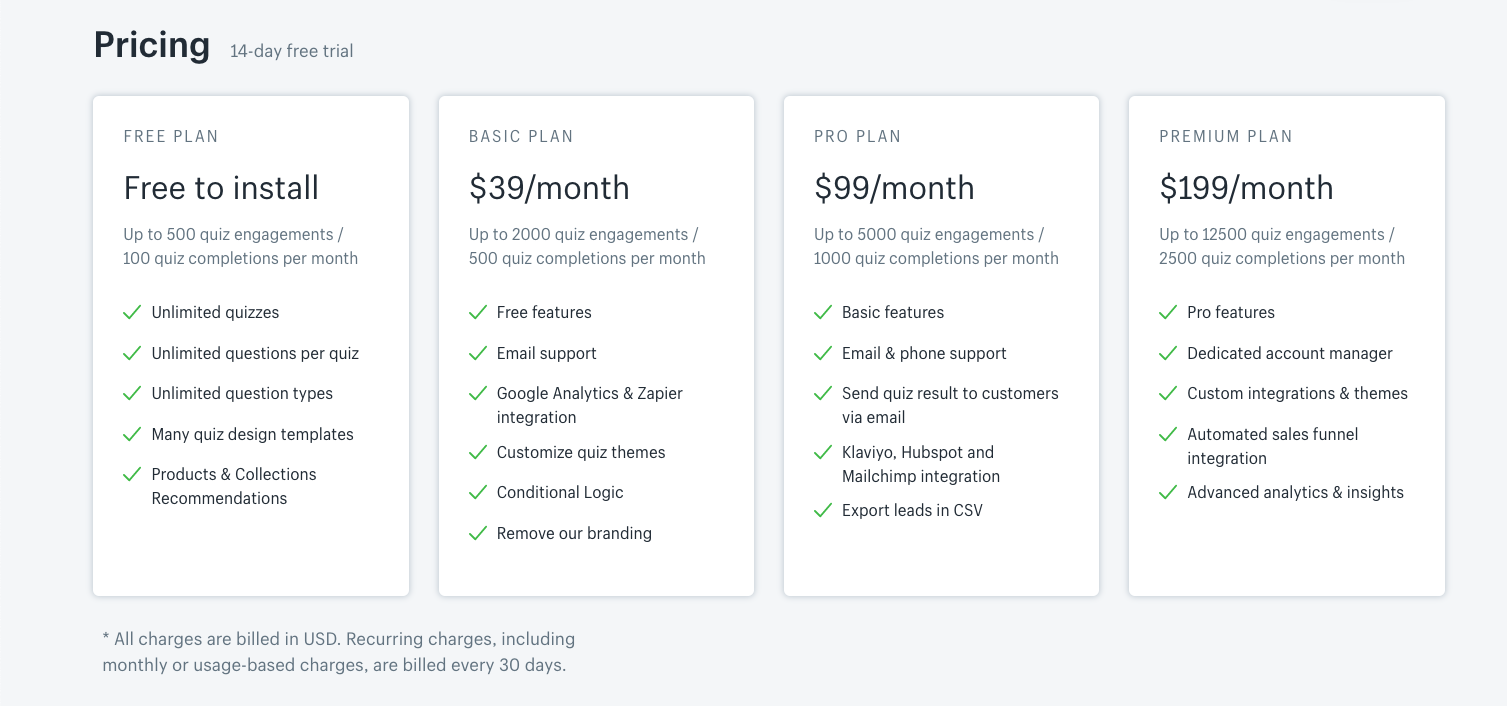 Pricing 14-day free trial
FREE PLAN
Free to install
Up to 500 quiz engagements /
100 quiz completions per month
Unlimited quizzes
Unlimited questions per quiz
Unlimited question types
Many quiz design templates
Products & Collections
Recommendations
BASIC PLAN
$39/month
Up to 2000 quiz engagements /
500 quiz completions per month
Free features
Email support
Google Analytics & Zapier
integration
Customize quiz themes
Conditional Logic
Remove our branding
PRO PLAN
$99/month
Up to 5000 quiz engagements /
1000 quiz completions per month
Basic features
Email & phone support
Send quiz result to customers
via email
Klaviyo, Hubspot and
Mailchimp integration
Export leads in CSV
PREMIUM PLAN
$199/month
Up to 12500 quiz engagements /
2500 quiz completions per month
Pro features
Dedicated account manager
Custom integrations & themes
Automated sales funnel
integration
Advanced analytics & insights
* All charges are billed in USD. Recurring charges, including
monthly or usage-based charges, are billed every 30 days.